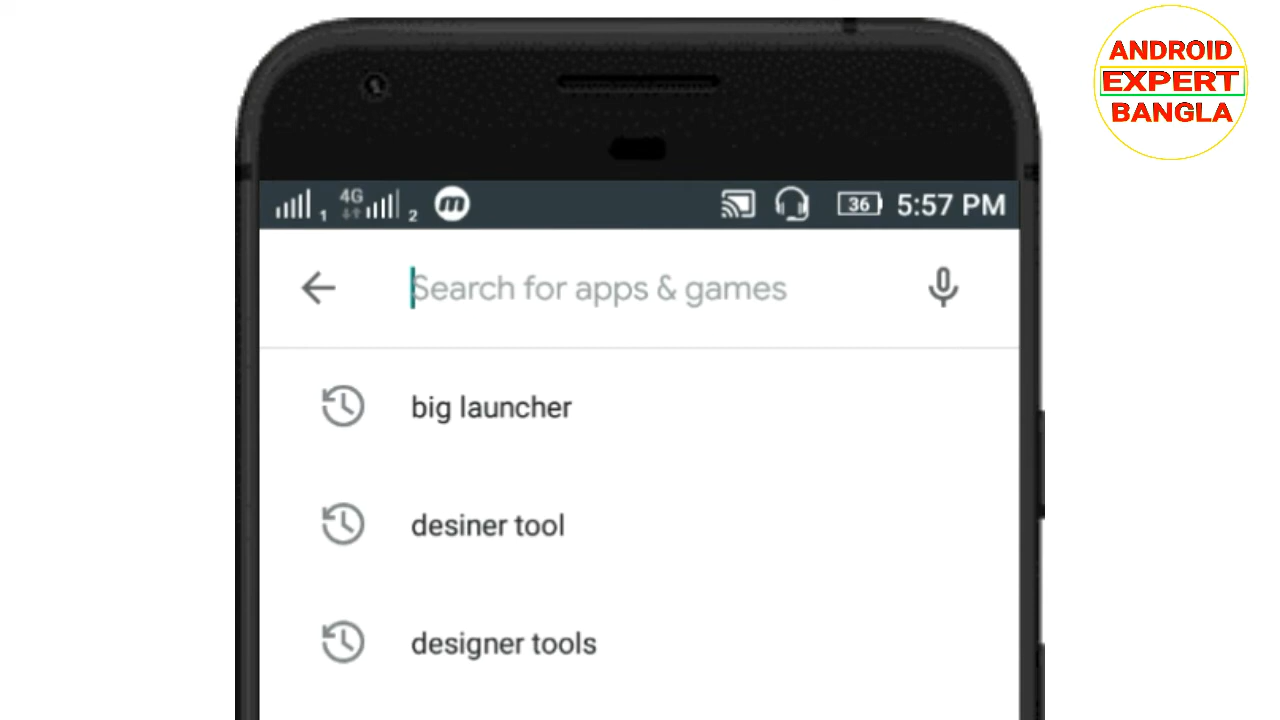 ANDROID
EXPERT
BANGLA
1 4G 2 m 36 5:57 PM
Search for apps & games
big launcher
desiner tool
designer tools